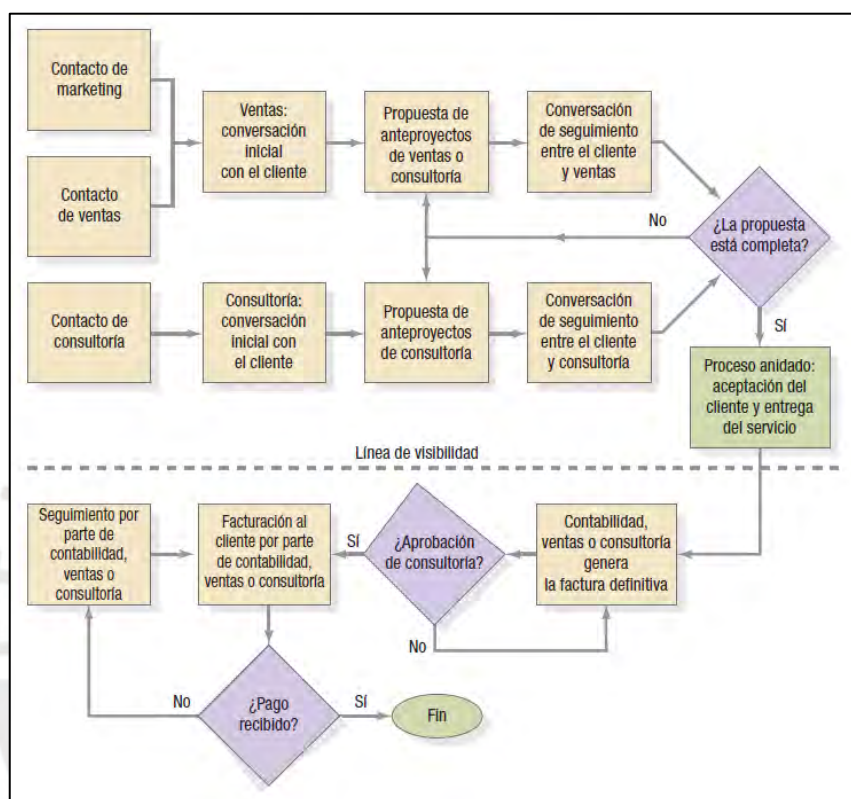 Contacto de
marketing
Contacto
de ventas
Ventas:
conversación
inicial
con el cliente
Propuesta de
anteproyectos
de ventas o
consultoría
Conversación
de seguimiento
entre el cliente
y ventas
¿La propuesta
está completa?
No
Sí
Contacto de
consultoría
Consultoría:
conversación
inicial con
el cliente
Propuesta de
anteproyectos
de consultoría
Conversación
de seguimiento
entre el cliente
y consultoría
Proceso anidado:
aceptación del
cliente y entrega
del servicio
Línea de visibilidad
Seguimiento por
parte de
contabilidad,
ventas o
consultoría
Facturación al
cliente por parte
de contabilidad,
ventas o consultoría
Sí
¿Aprobación
de consultoría?
No
Contabilidad,
ventas o consultoría
genera
la factura definitiva
No
¿Pago
recibido?
Sí
Fin